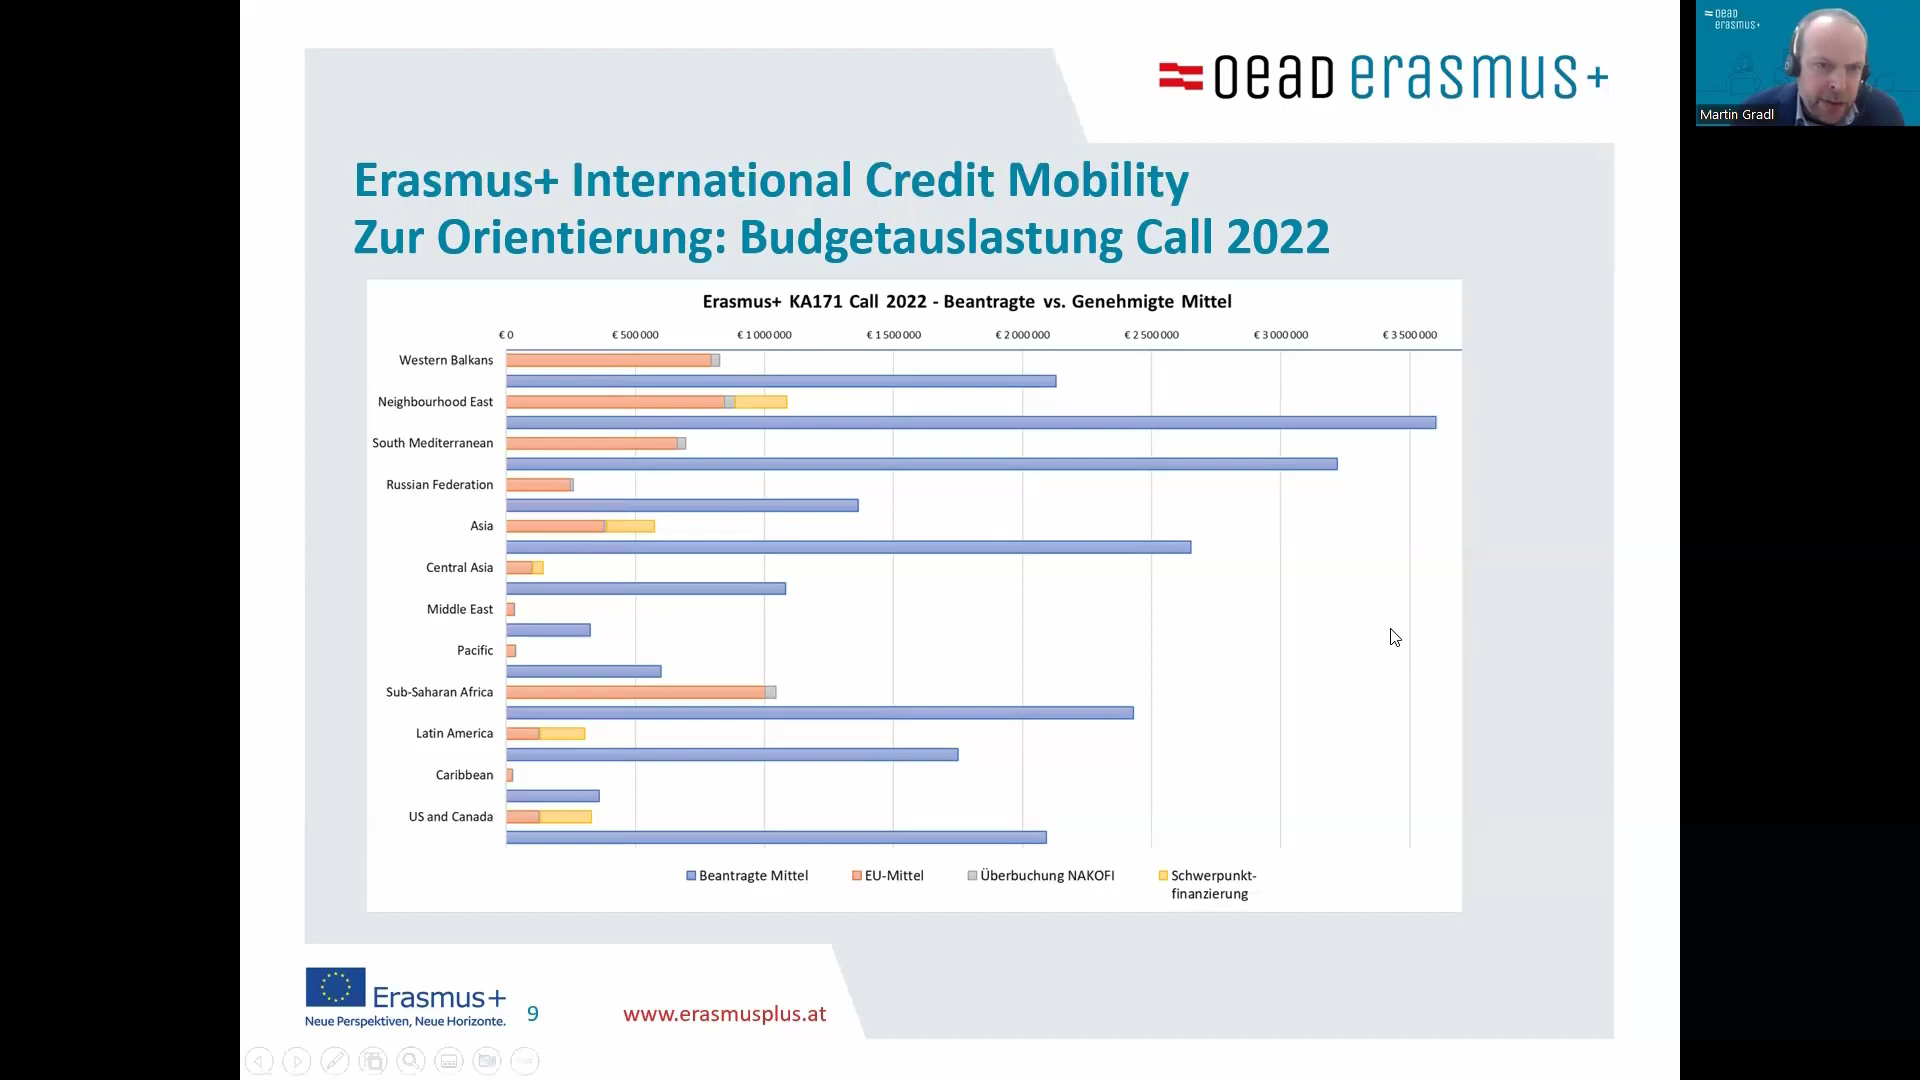 oead erasmus+
oead
erasmus+
Martin Gradl
Erasmus+ International Credit Mobility
Zur Orientierung: Budgetauslastung Call 2022
Erasmus+ KA171 Call 2022 - Beantragte vs. Genehmigte Mittel
€ 0 € 500 000 € 1 000 000 € 1 500 000 € 2 000 000 € 2 500 000 € 3 000 000 € 3 500 000
Western Balkans
Neighbourhood East
South Mediterranean
Russian Federation
Asia
Central Asia
Middle East
Pacific
Sub-Saharan Africa
Latin America
Caribbean
US and Canada
Beantragte Mittel EU-Mittel Überbuchung NAKOFI Schwerpunkt-
finanzierung
Erasmus+
Neue Perspektiven, Neue Horizonte.
9
www.erasmusplus.at